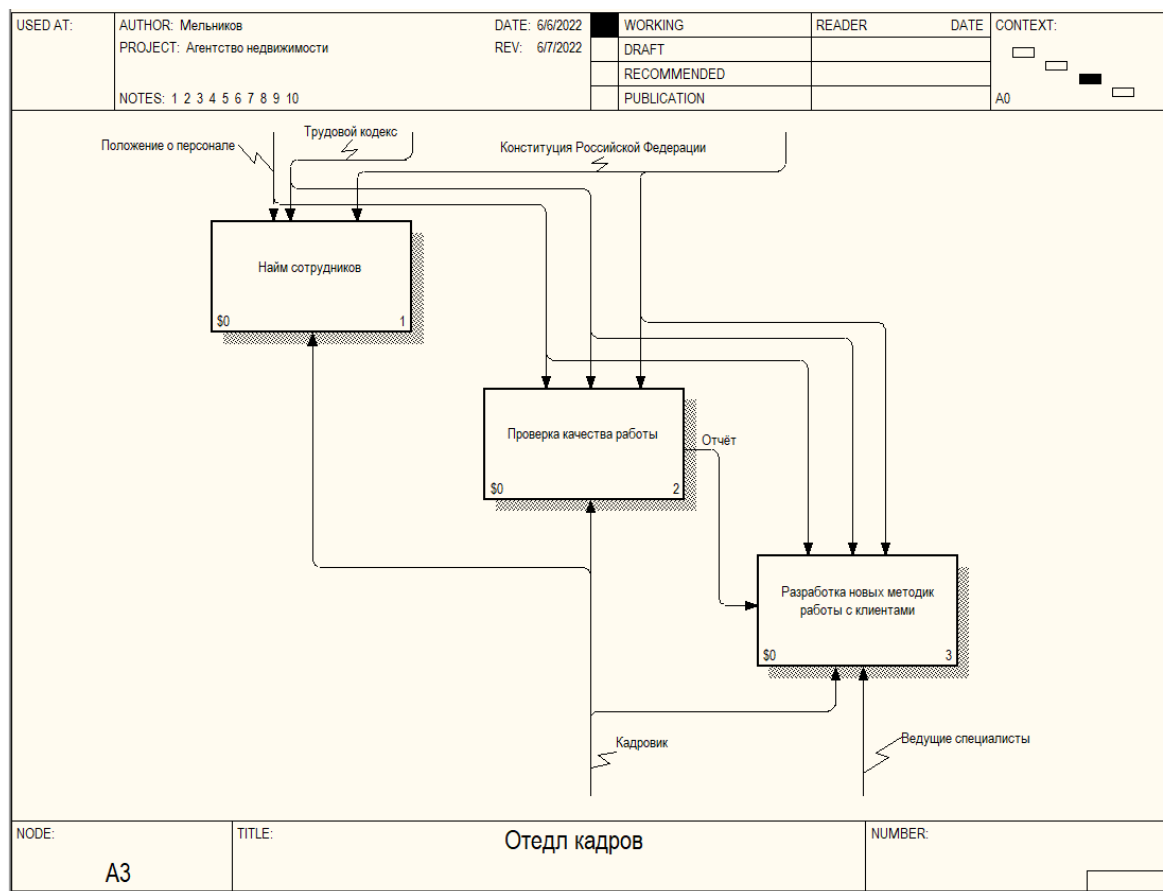 USED AT:
AUTHOR: Мельников
DATE: 6/6/2022
PROJECT: Агентство недвижимости
REV: 6/7/2022
NOTES: 1 2 3 4 5 6 7 8 9 10
WORKING
DRAFT
RECOMMENDED
PUBLICATION
READER DATE
CONTEXT:
A0
Положение о персонале
Трудовой кодекс
Конституция Российской Федерации
Найм сотрудников
$0 1
Проверка качества работы
$0 2
Отчёт
Разработка новых методик
работы с клиентами
$0 3
Кадровик
Ведущие специалисты
NODE:
A3
TITLE:
Отедл кадров
NUMBER: